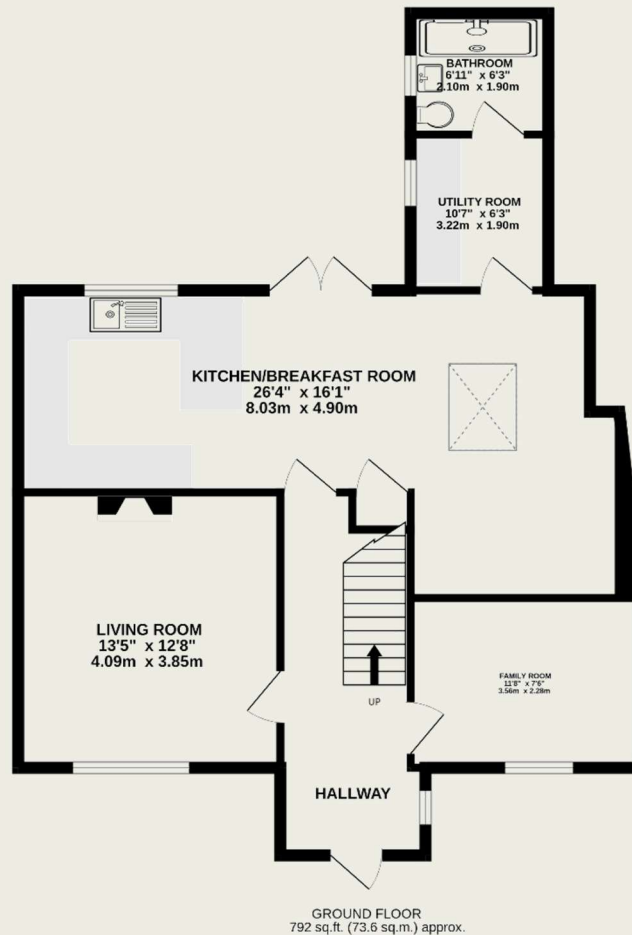 BATHROOM
6'11" x 6'3"
2.10m x 1.90m
UTILITY ROOM
10'7" x 6'3"
3.22m x 1.90m
KITCHEN/BREAKFAST ROOM
26'4" x 16'1"
8.03m x 4.90m
LIVING ROOM
13'5" x 12'8"
4.09m x 3.85m
FAMILY ROOM
11'8" x 7'6"
3.56m x 2.28m
UP
HALLWAY
GROUND FLOOR
792 sq.ft. (73.6 sq.m.) approx.